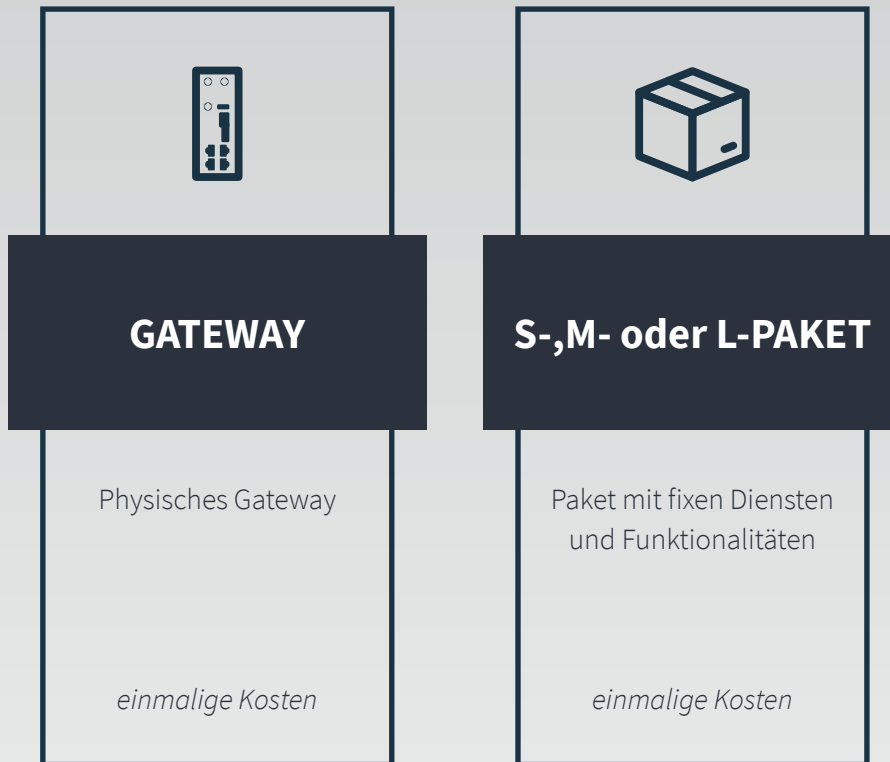 GATEWAY
Physisches Gateway
einmalige Kosten
S-,M- oder L-PAKET
Paket mit fixen Diensten
und Funktionalitäten
einmalige Kosten